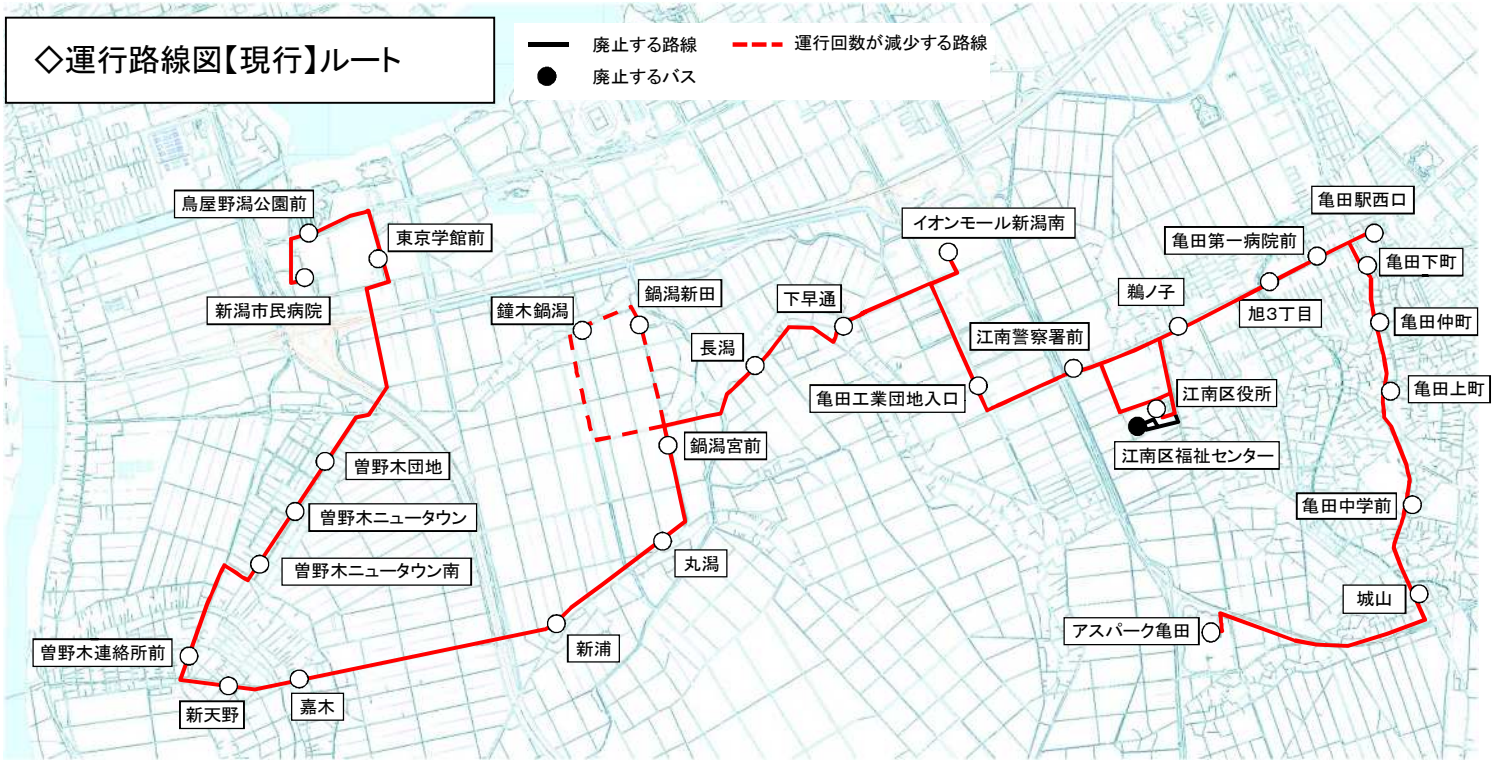 ◇運行路線図【現行】ルート
廃止する路線
運行回数が減少する路線
廃止するバス
鳥屋野潟公園前
東京学館前
新潟市民病院
鐘木鍋潟
鍋潟新田
下早通
イオンモール新潟南
亀田駅西口
亀田第一病院前
亀田下町
鵜ノ子
旭3丁目
亀田仲町
長潟
江南警察署前
亀田工業団地入口
江南区役所
亀田上町
鍋潟宮前
江南区福祉センター
曽野木団地
曽野木ニュータウン
亀田中学前
丸潟
曽野木ニュータウン南
城山
アスパーク亀田
新浦
曽野木連絡所前
新天野
嘉木